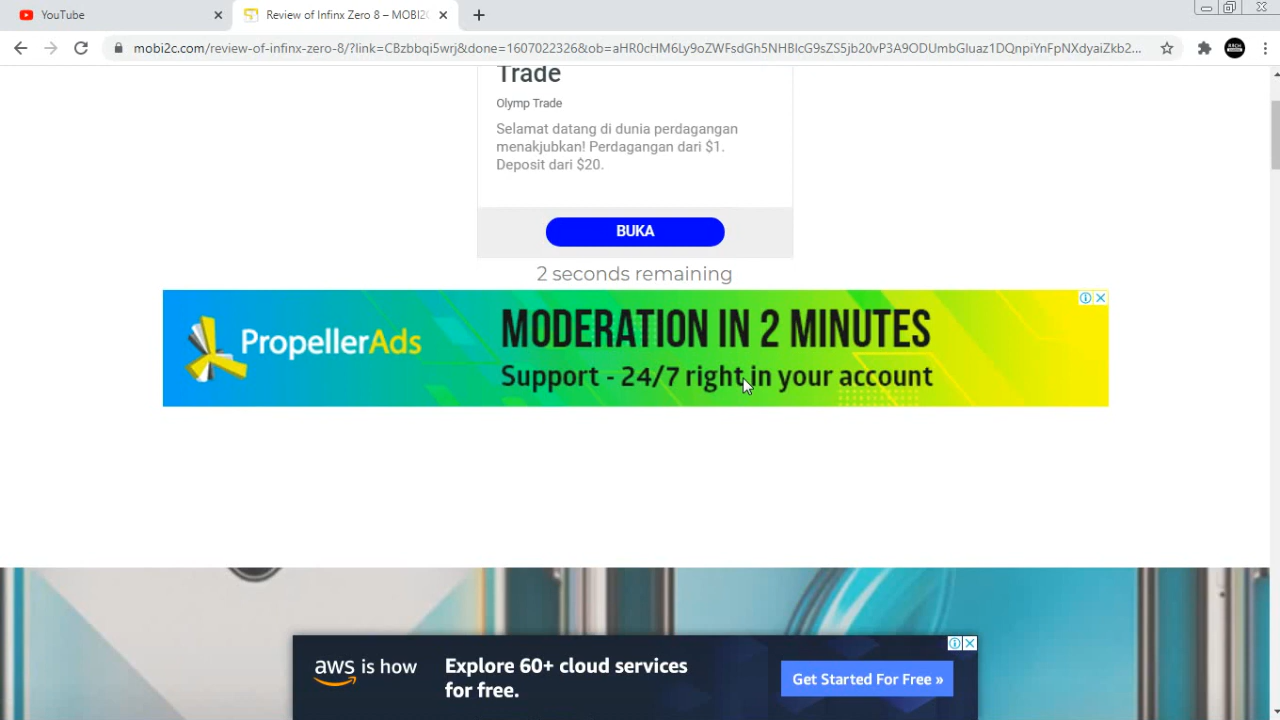 YouTube
Review of Infinx Zero 8 – MOBI2C
mobi2c.com/review-of-infinx-zero-8/?link=CBzbbqi5wrj&done=1607022326&ob=aHR0cHM6Ly9oZWFsdGh5NHBlcG9sZS5jb20vP3A9ODUmbGluaz1DQnpiYnFpNXdyaiZkb2...
Trade
Olymp Trade
Selamat datang di dunia perdagangan
menakjubkan! Perdagangan dari $1.
Deposit dari $20.
BUKA
2 seconds remaining
PropellerAds
MODERATION IN 2 MINUTES
Support - 24/7 right in your account
aws is how
Explore 60+ cloud services
for free.
Get Started For Free »